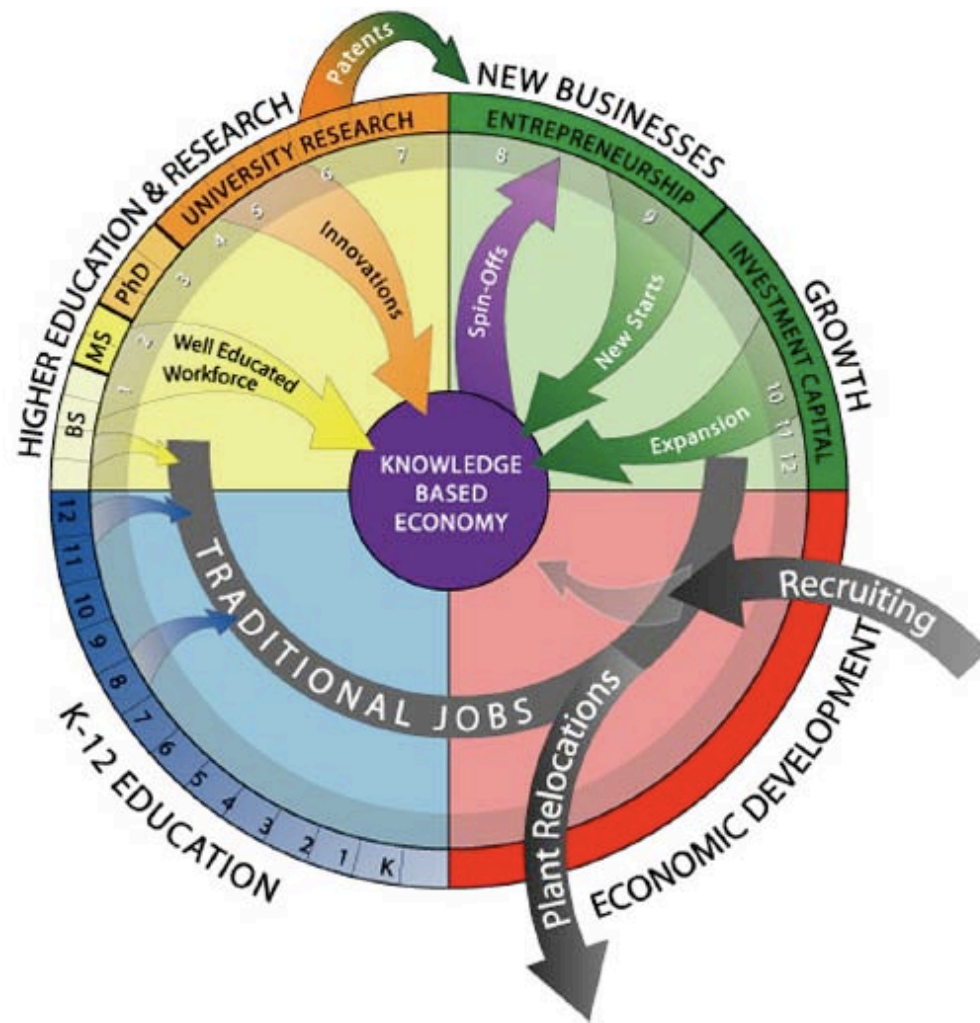 Patents
NEW BUSINESSES
HIGHER EDUCATION & RESEARCH
UNIVERSITY RESEARCH
ENTREPRENEURSHIP
INVESTMENT CAPITAL
GROWTH
PhD
MS
BS
1
2
3
4
5
6
7
8
9
10
11
12
Innovations
Well Educated
Workforce
Spin-Offs
New Starts
Expansion
KNOWLEDGE
BASED
ECONOMY
TRADITIONAL JOBS
Recruiting
Plant Relocations
ECONOMIC DEVELOPMENT
12
11
10
9
8
7
6
5
4
3
2
1
K
K-12 EDUCATION